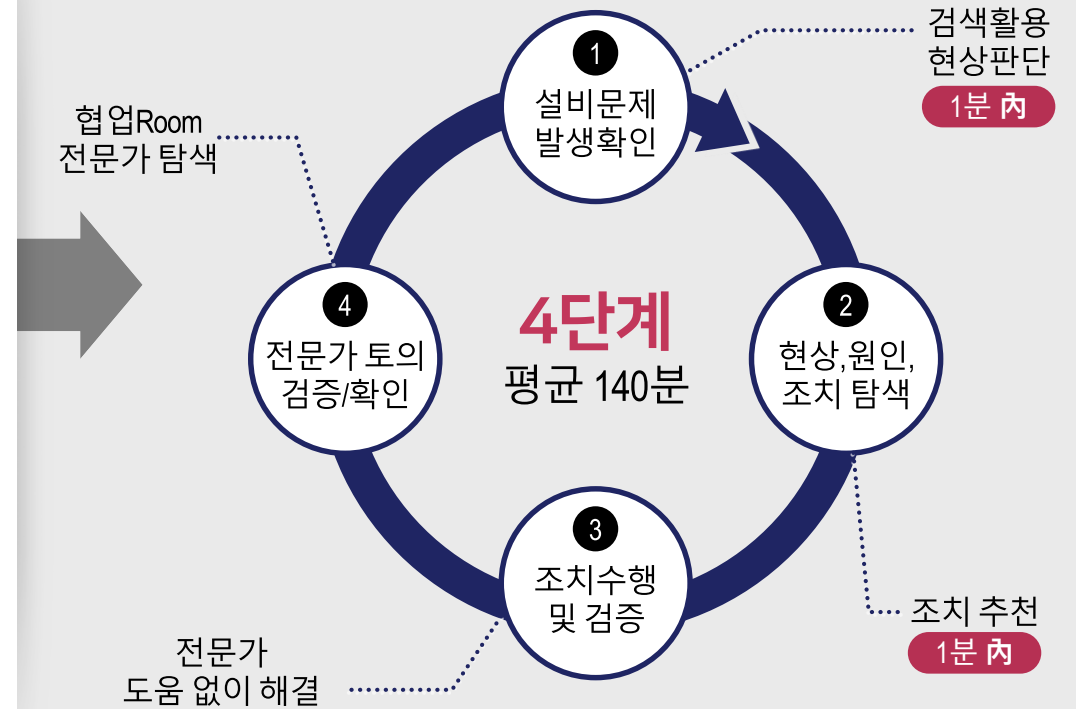 검색활용
현상판단
1분 內
1
설비문제
발생확인
협업Room
전문가 탐색
4
전문가 토의
검증/확인
4단계
평균 140분
2
현상,원인,
조치 탐색
3
조치수행
및 검증
조치 추천
1분 內
전문가
도움 없이 해결